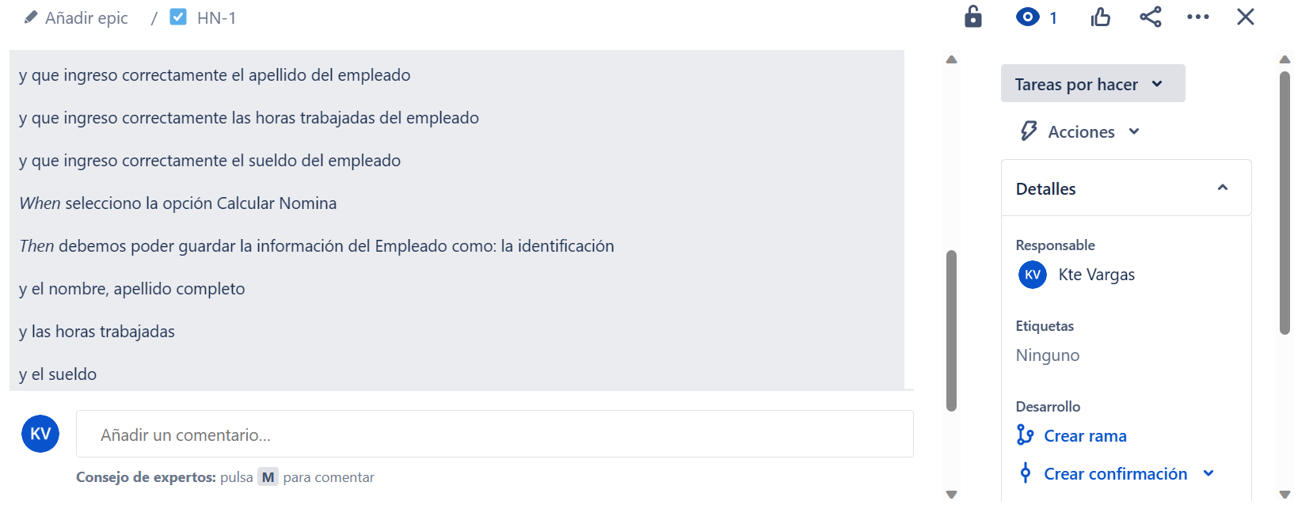 Añadir epic / HN-1
1
y que ingreso correctamente el apellido del empleado
y que ingreso correctamente las horas trabajadas del empleado
y que ingreso correctamente el sueldo del empleado
When selecciono la opción Calcular Nomina
Then debemos poder guardar la información del Empleado como: la identificación
y el nombre, apellido completo
y las horas trabajadas
y el sueldo
KV
Añadir un comentario...
Consejo de expertos: pulsa M para comentar
Tareas por hacer
Acciones
Detalles
Responsable
KV Kte Vargas
Etiquetas
Ninguno
Desarrollo
Crear rama
Crear confirmación